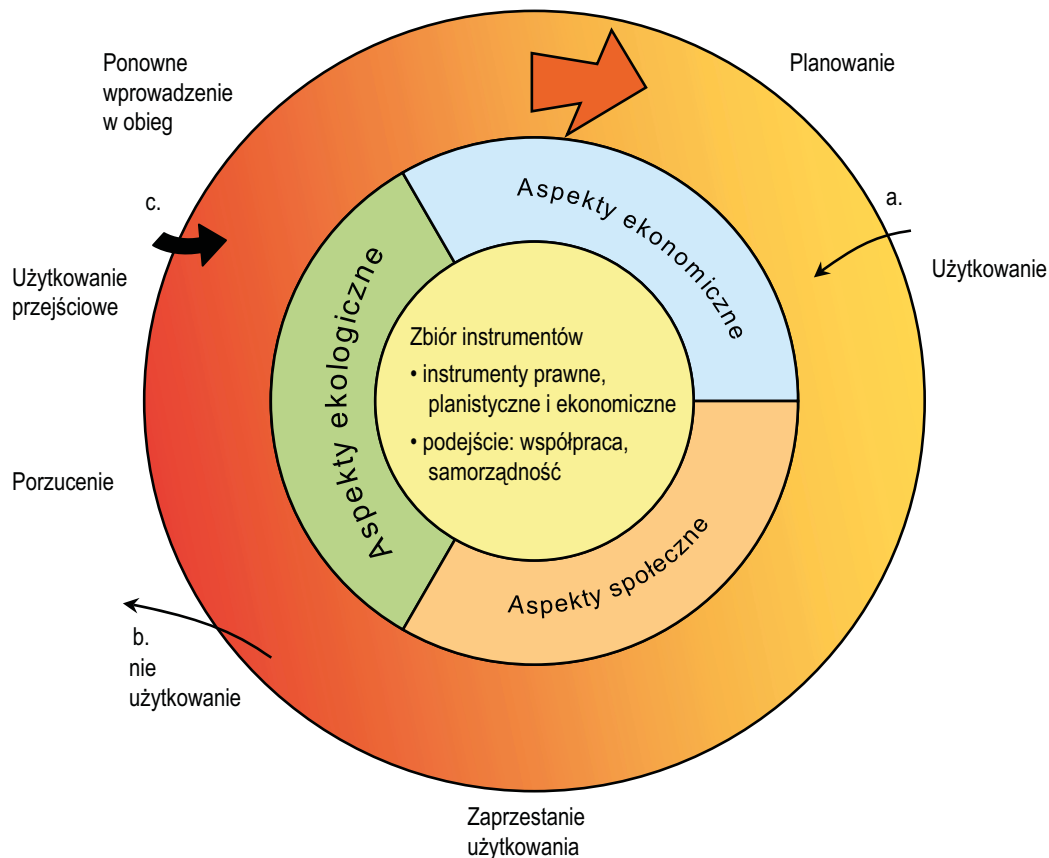 Ponowne
wprowadzenie
w obieg
Planowanie
c.
a.
Użytkowanie
przejściowe
Użytkowanie
Aspekty ekonomiczne
Aspekty ekologiczne
Zbiór instrumentów
• instrumenty prawne,
planistyczne i ekonomiczne
• podejście: współpraca,
samorządność
Aspekty społeczne
Porzucenie
b.
nie
użytkowanie
Zaprzestanie
użytkowania